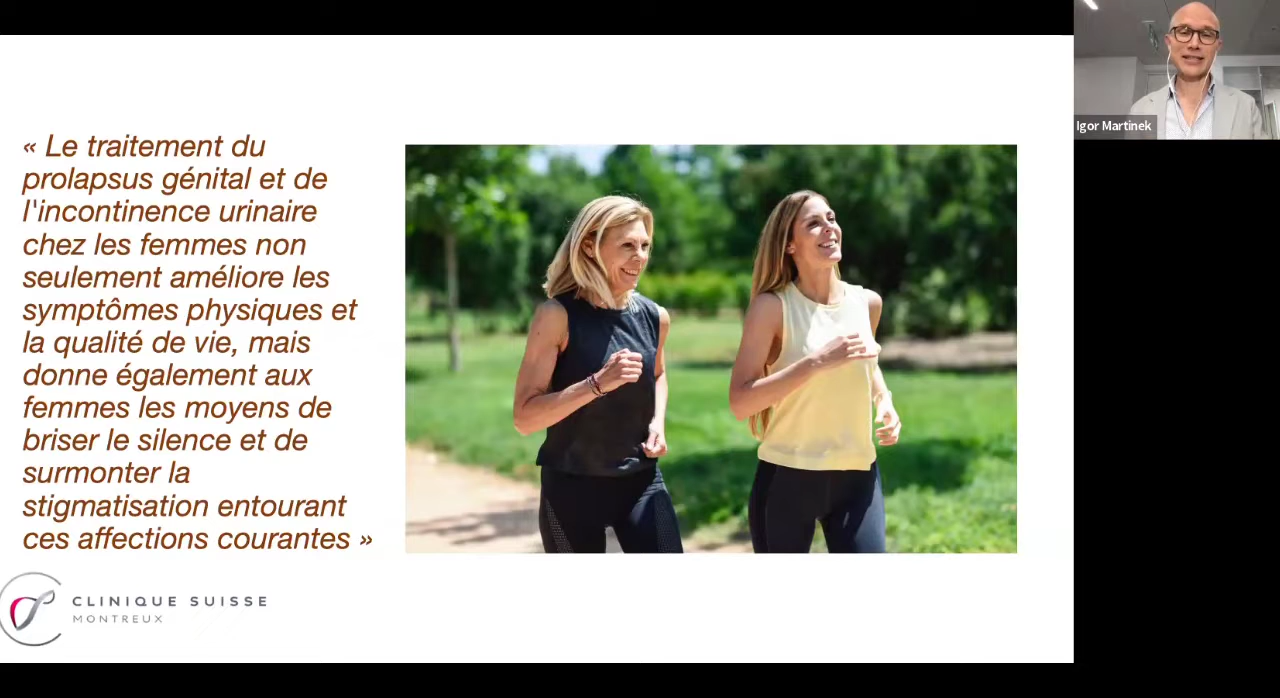 « Le traitement du
prolapsus génital et de
l'incontinence urinaire
chez les femmes non
seulement améliore les
symptômes physiques et
la qualité de vie, mais
donne également aux
femmes les moyens de
briser le silence et de
surmonter la
stigmatisation entourant
ces affections courantes »
CLINIQUE SUISSE
MONTREUX
Igor Martinek